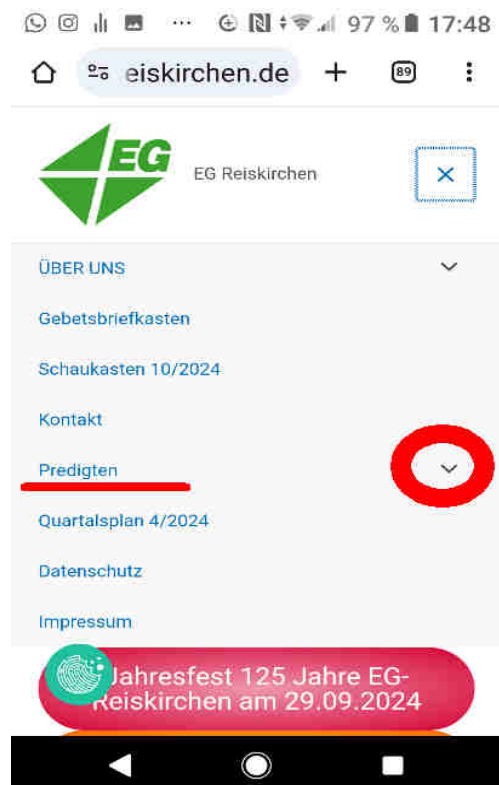 97 % 17:48
eiskirchen.de
89
EG
EG Reiskirchen
ÜBER UNS
Gebetsbriefkasten
Schaukasten 10/2024
Kontakt
Predigten
Quartalsplan 4/2024
Datenschutz
Impressum
Jahresfest 125 Jahre EG-
Reiskirchen am 29.09.2024